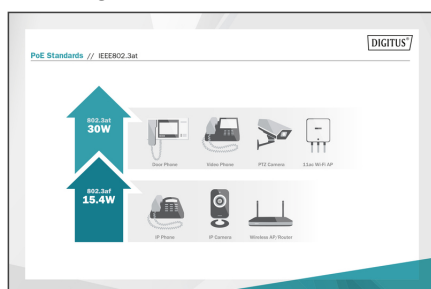 DIGITUS®
PoE Standards // IEEE802.3at
802.3at
30W
Door Phone
Video Phone
PTZ Camera
11ac Wi-Fi AP
802.3af
15.4W
IP Phone
IP Camera
Wireless AP/Router